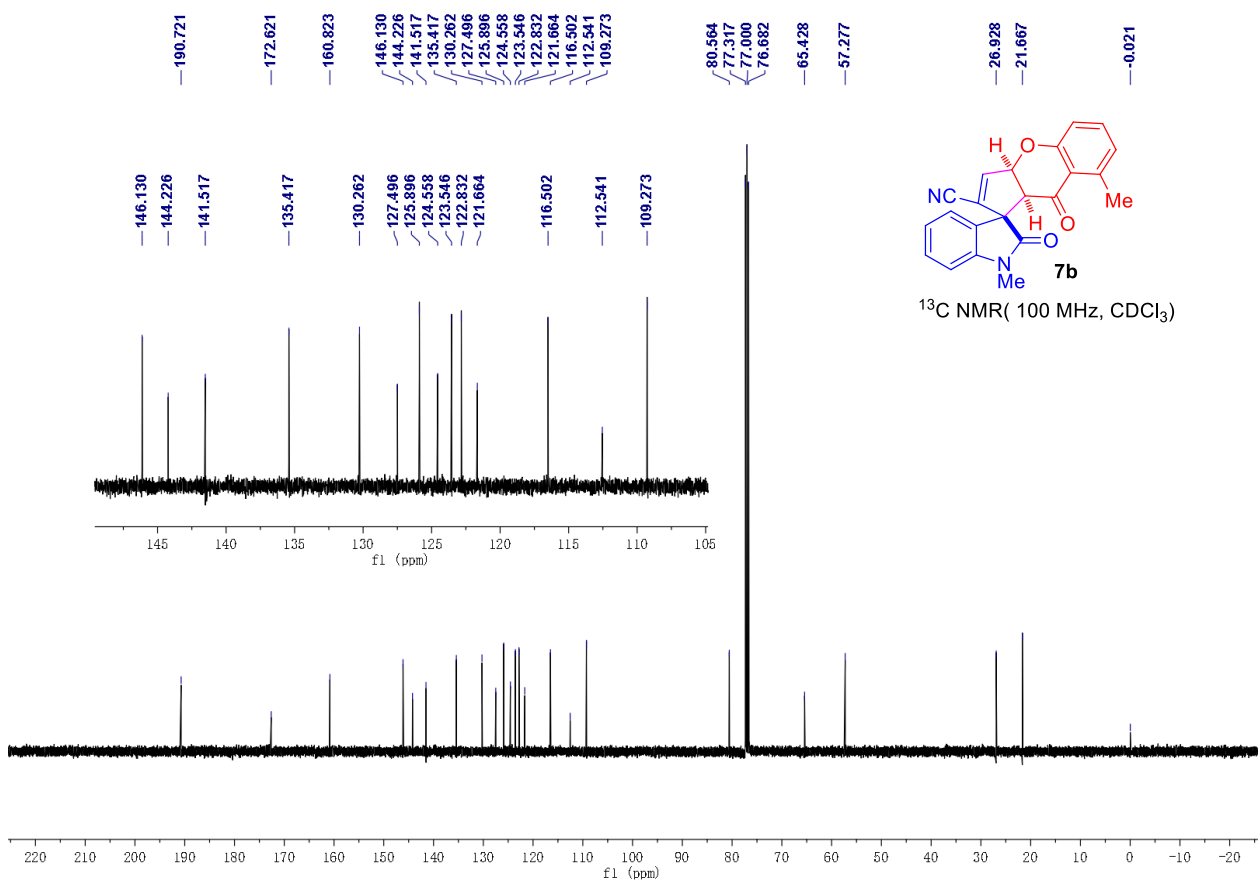 190.721
172.621
160.823
146.130
144.226
141.517
135.417
130.262
127.496
125.896
124.558
123.546
122.832
121.664
116.502
112.541
109.273
80.564
77.317
77.000
76.682
65.428
57.277
26.928
21.667
-0.021
146.130
144.226
141.517
135.417
130.262
127.496
125.896
124.558
123.546
122.832
121.664
116.502
112.541
109.273
H
O
NC
H
O
Me
O
N
Me
7b
¹³C NMR( 100 MHz, CDCl₃)
145 140 135 130 125 120 115 110 105
f1 (ppm)
220 210 200 190 180 170 160 150 140 130 120 110 100 90 80 70 60 50 40 30 20 10 0 -10 -20
f1 (ppm)